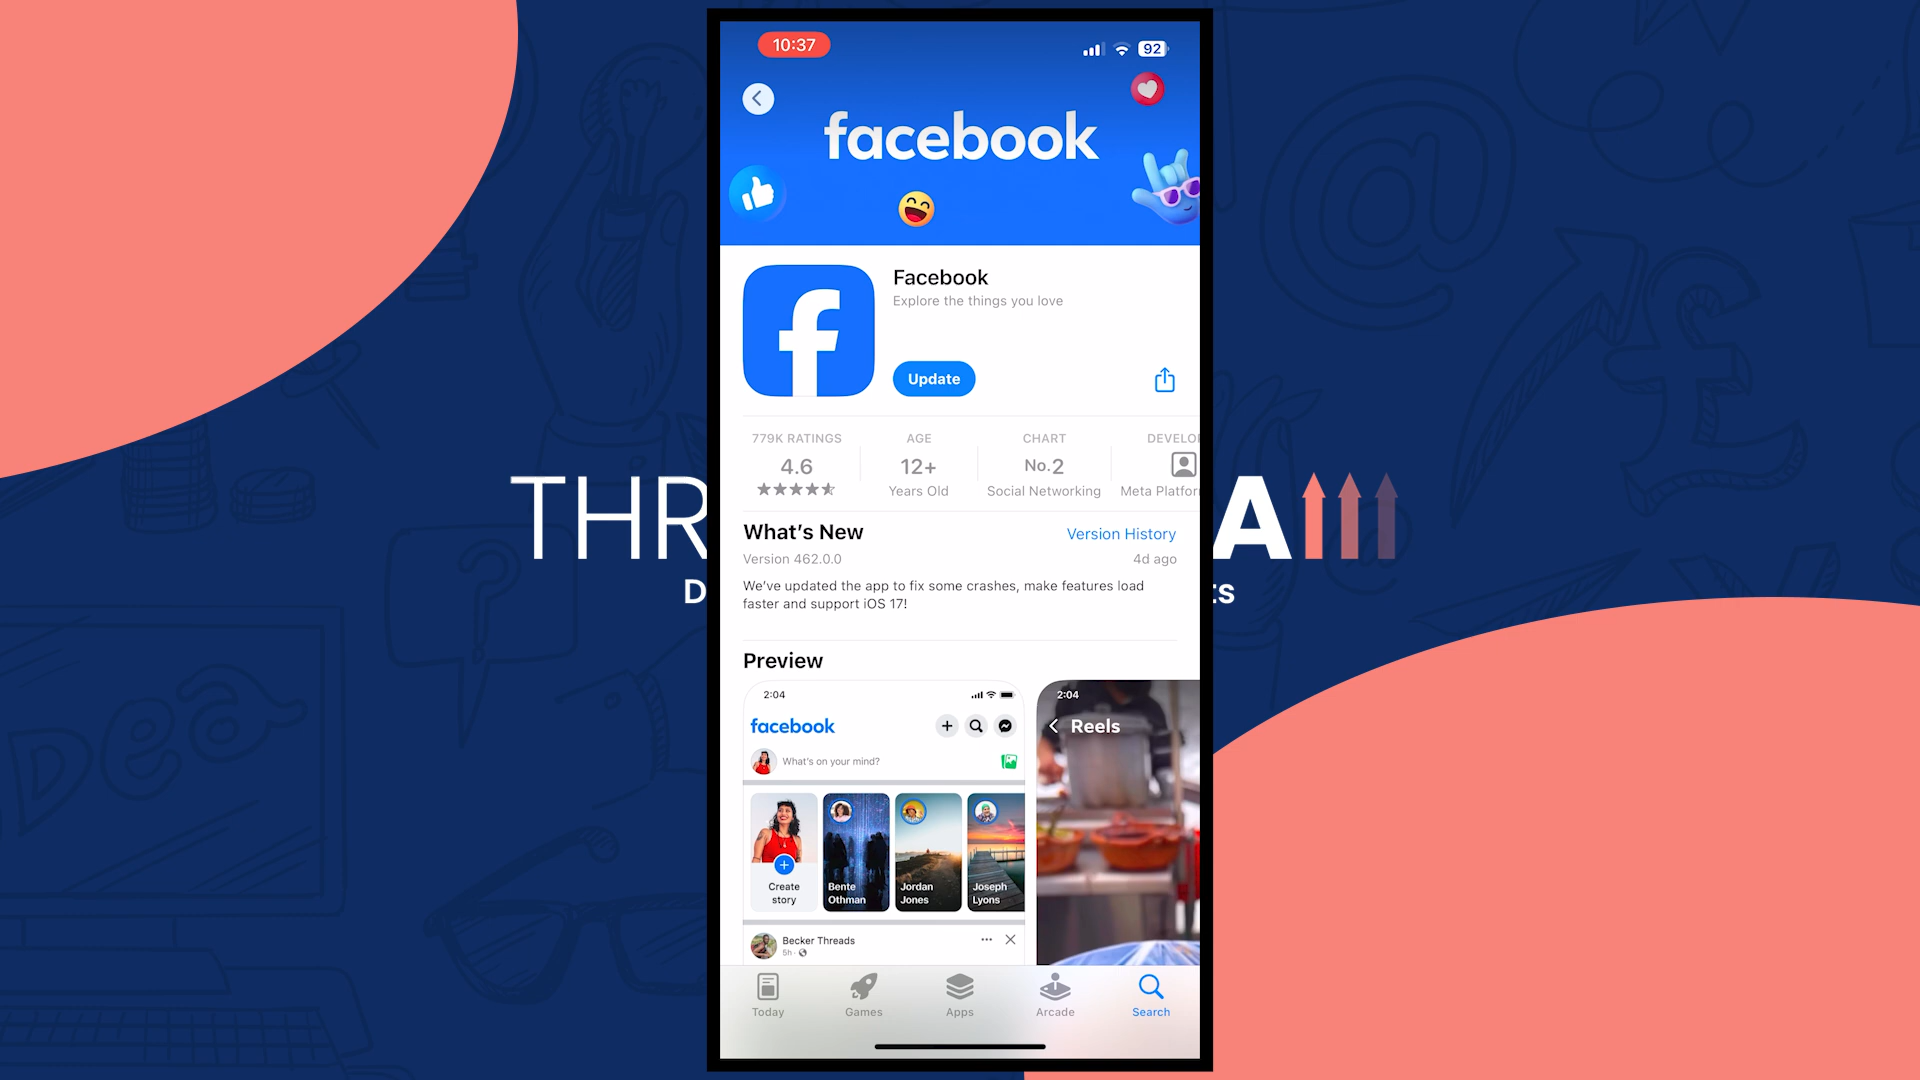 10:37
92
facebook
Facebook
Explore the things you love
Update
779K RATINGS
AGE
CHART
4.6
12+
No.2
Years Old
Social Networking
Meta
What's New
Version History
Version 462.0.0
4d ago
We've updated the app to fix some crashes, make features load
faster and support iOS 17!
THR
A
D
ts
Preview
2:04
2:04
facebook
Reels
What's on your mind?
Create
story
Bente
Othman
Jordan
Jones
Joseph
Lyons
Becker Threads
5h
Today
Games
Apps
Arcade
Search
Idea